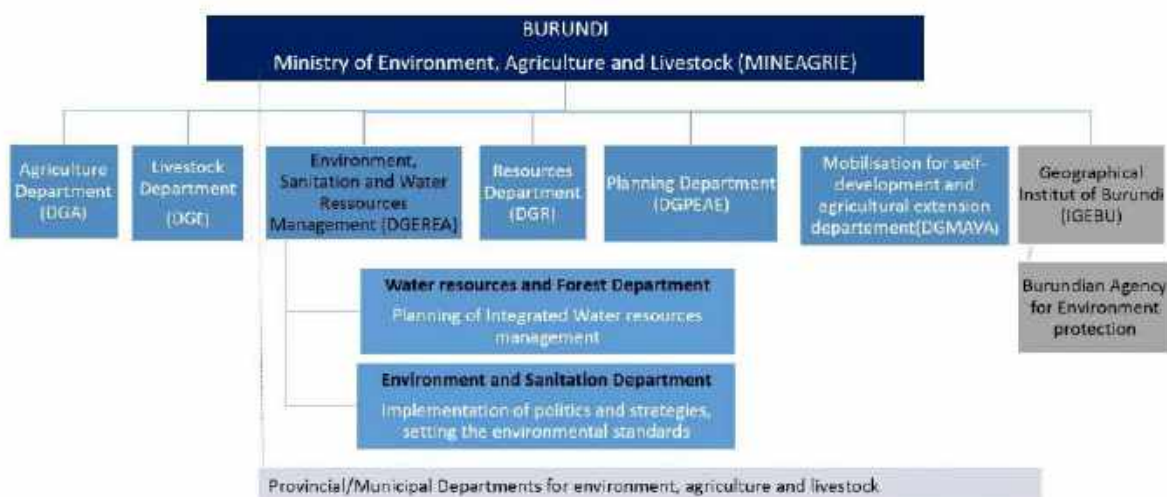 BURUNDI
Ministry of Environment, Agriculture and Livestock (MINEAGRIE)
Agriculture
Department
(DGA)
Livestock
Department
(DGE)
Environment,
Sanitation and Water
Ressources
Management (DGEREA)
Resources
Department
(DGR)
Planning Department
(DGPEAE)
Mobilisation for self-
development and
agricultural extension
departement(DGMAVA)
Geographical
Institut of Burundi
(IGEBU)
Water resources and Forest Department
Planning of Integrated Water resources
management
Burundian Agency
for Environment
protection
Environment and Sanitation Department
Implementation of politics and strategies,
setting the environmental standards
Provincial/Municipal Departments for environment, agriculture and livestock